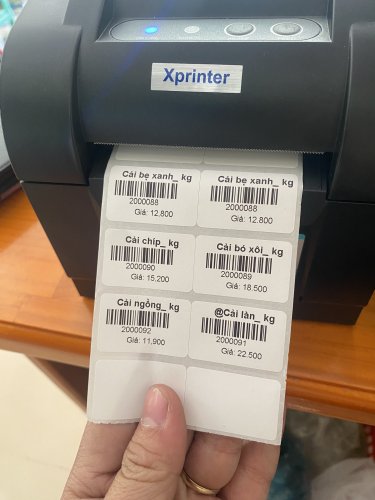 Xprinter
Cải bẹ xanh_ kg
2000088
Giá: 12.800
Cải bẹ xanh_ kg
2000088
Giá: 12.800
Cải chíp_ kg
2000090
Giá: 15,200
Cải bó xôi_ kg
2000089
Giá: 18.500
Cải ngồng_ kg
2000092
Giá: 11,900
@Cải làn_ kg
2000091
Giá: 22.500